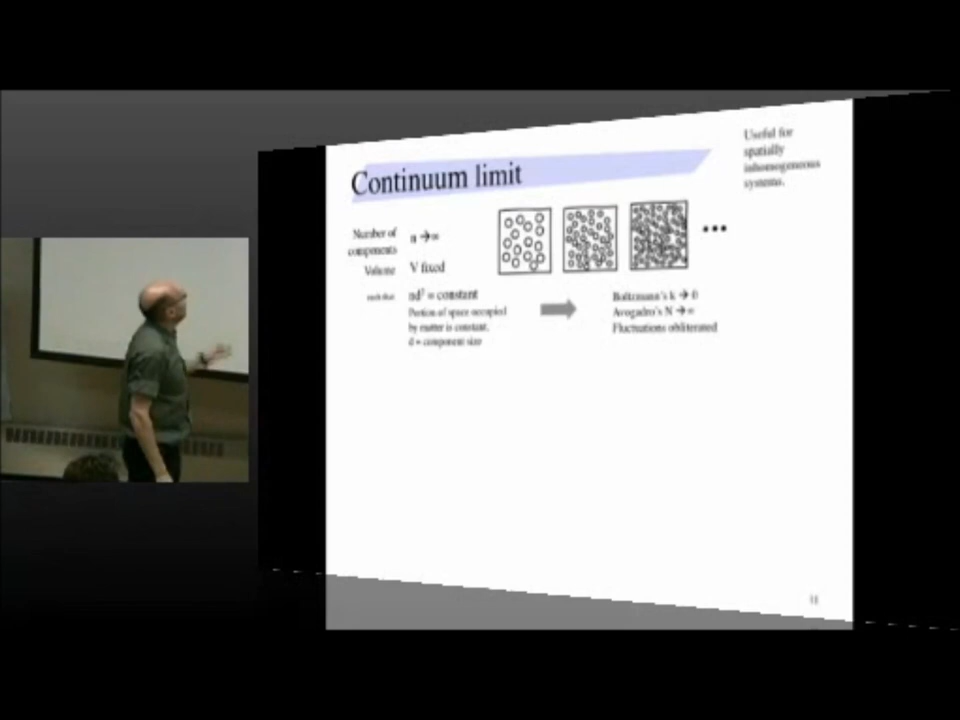 Continuum limit
Useful for
spatially
inhomogeneous
systems.
Number of
components
n → ∞
Volume
V fixed
such that
nd³ = constant
Portion of space occupied
by matter is constant.
d = component size
Boltzmann's k → 0
Avogadro's N → ∞
Fluctuations obliterated
11